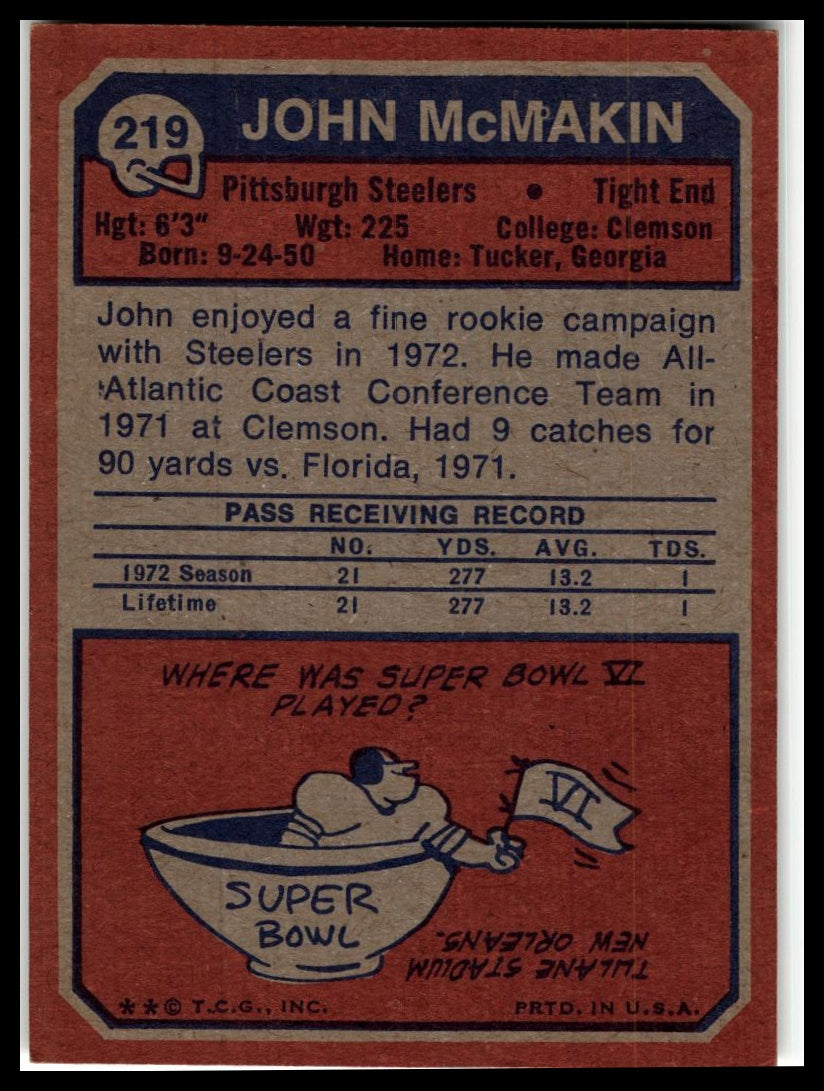 219
JOHN McMAKIN
Pittsburgh Steelers • Tight End
Hgt: 6'3" Wgt: 225 College: Clemson
Born: 9-24-50 Home: Tucker, Georgia
John enjoyed a fine rookie campaign
with Steelers in 1972. He made All-
Atlantic Coast Conference Team in
1971 at Clemson. Had 9 catches for
90 yards vs. Florida, 1971.
PASS RECEIVING RECORD
NO. YDS. AVG. TDS.
1972 Season 21 277 13.2 1
Lifetime 21 277 13.2 1
WHERE WAS SUPER BOWL VI
PLAYED?
VI
SUPER
BOWL
TULANE STADIUM
NEW ORLEANS.
**© T.C.G., INC. PRTD. IN U.S.A.